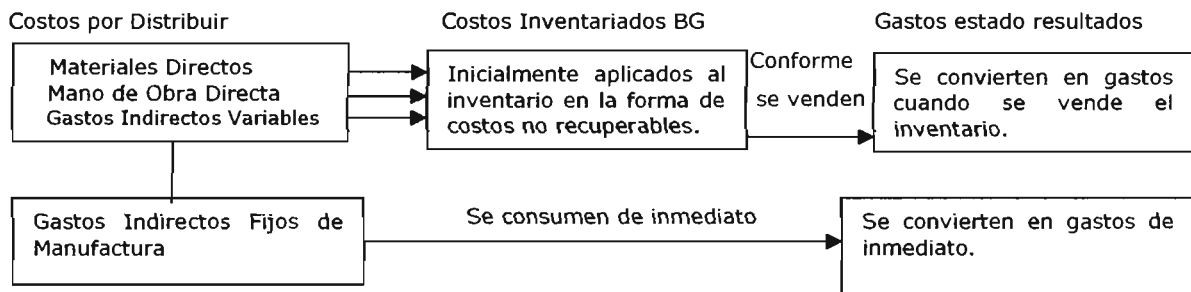 Costos por Distribuir
Costos Inventariados BG
Gastos estado resultados
Materiales Directos
Mano de Obra Directa
Gastos Indirectos Variables
Inicialmente aplicados al
inventario en la forma de
costos no recuperables.
Conforme
se venden
Se convierten en gastos
cuando se vende el
inventario.
Gastos Indirectos Fijos de
Manufactura
Se consumen de inmediato
Se convierten en gastos de
inmediato.